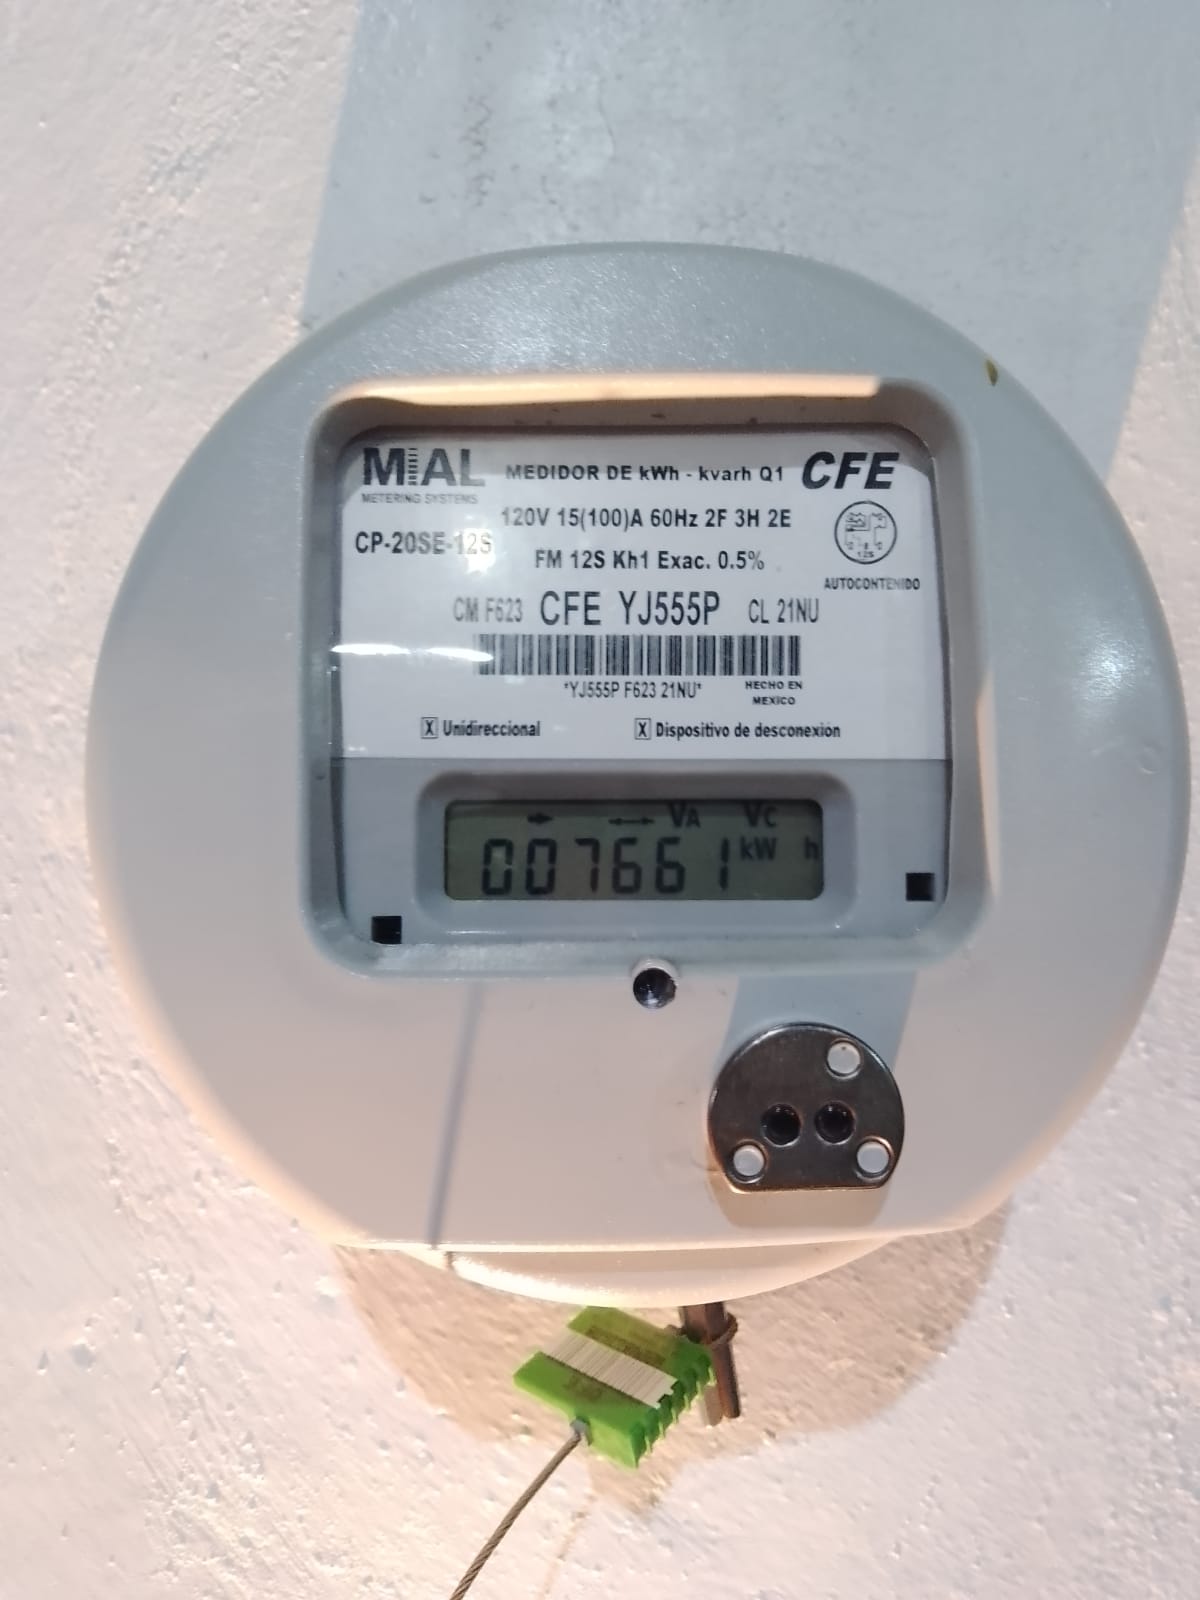 MIAL
METERING SYSTEMS
MEDIDOR DE kWh - kvarh Q1
CFE
120V 15(100)A 60Hz 2F 3H 2E
CP-20SE-12S
FM 12S Kh1 Exac. 0.5%
12S
AUTOCONTENIDO
CM F623 CFE YJ555P CL 21NU
*YJ555P F623 21NU*
HECHO EN
MEXICO
X Unidireccional
X Dispositivo de desconexión
VA VC
007661 kW h